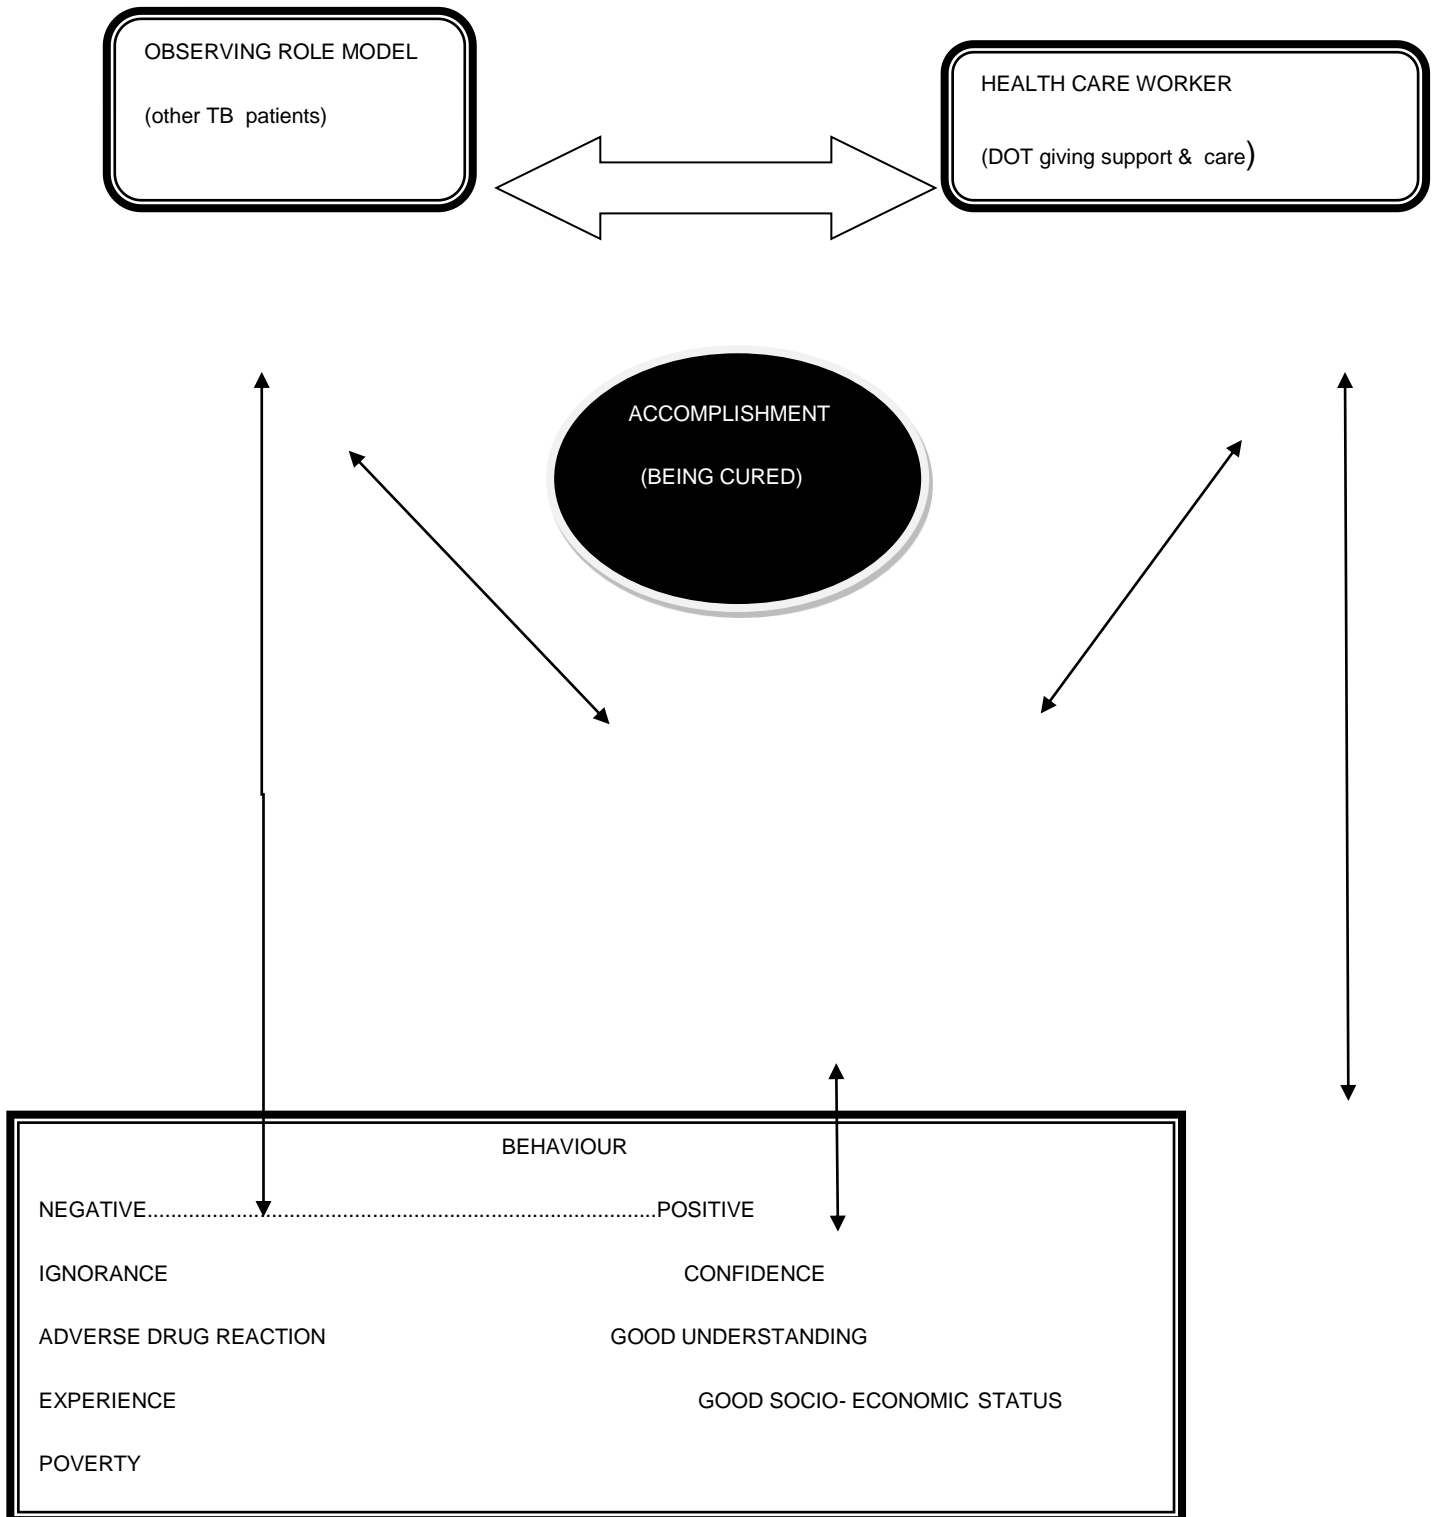 OBSERVING ROLE MODEL
(other TB patients)
HEALTH CARE WORKER
(DOT giving support & care)
ACCOMPLISHMENT
(BEING CURED)
BEHAVIOUR
NEGATIVE.....................................................................................POSITIVE
IGNORANCE CONFIDENCE
ADVERSE DRUG REACTION GOOD UNDERSTANDING
EXPERIENCE GOOD SOCIO- ECONOMIC STATUS
POVERTY